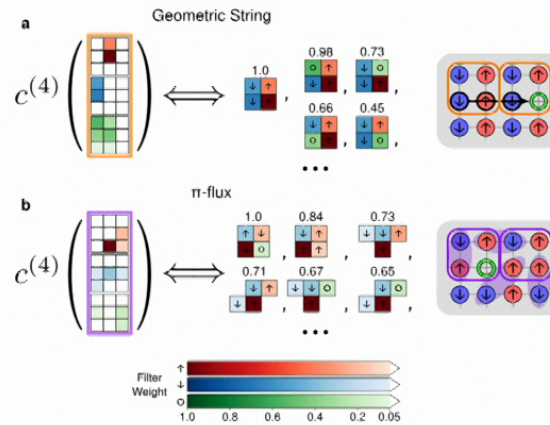 Geometric String
a
c(4)
1.0 , 0.98 , 0.73 ,
0.66 , 0.45 ,
•••
π-flux
b
c(4)
1.0 , 0.84 , 0.73 ,
0.71 , 0.67 , 0.65 ,
•••
Filter
Weight
↑
↓
o
1.0 0.8 0.6 0.4 0.2 0.05